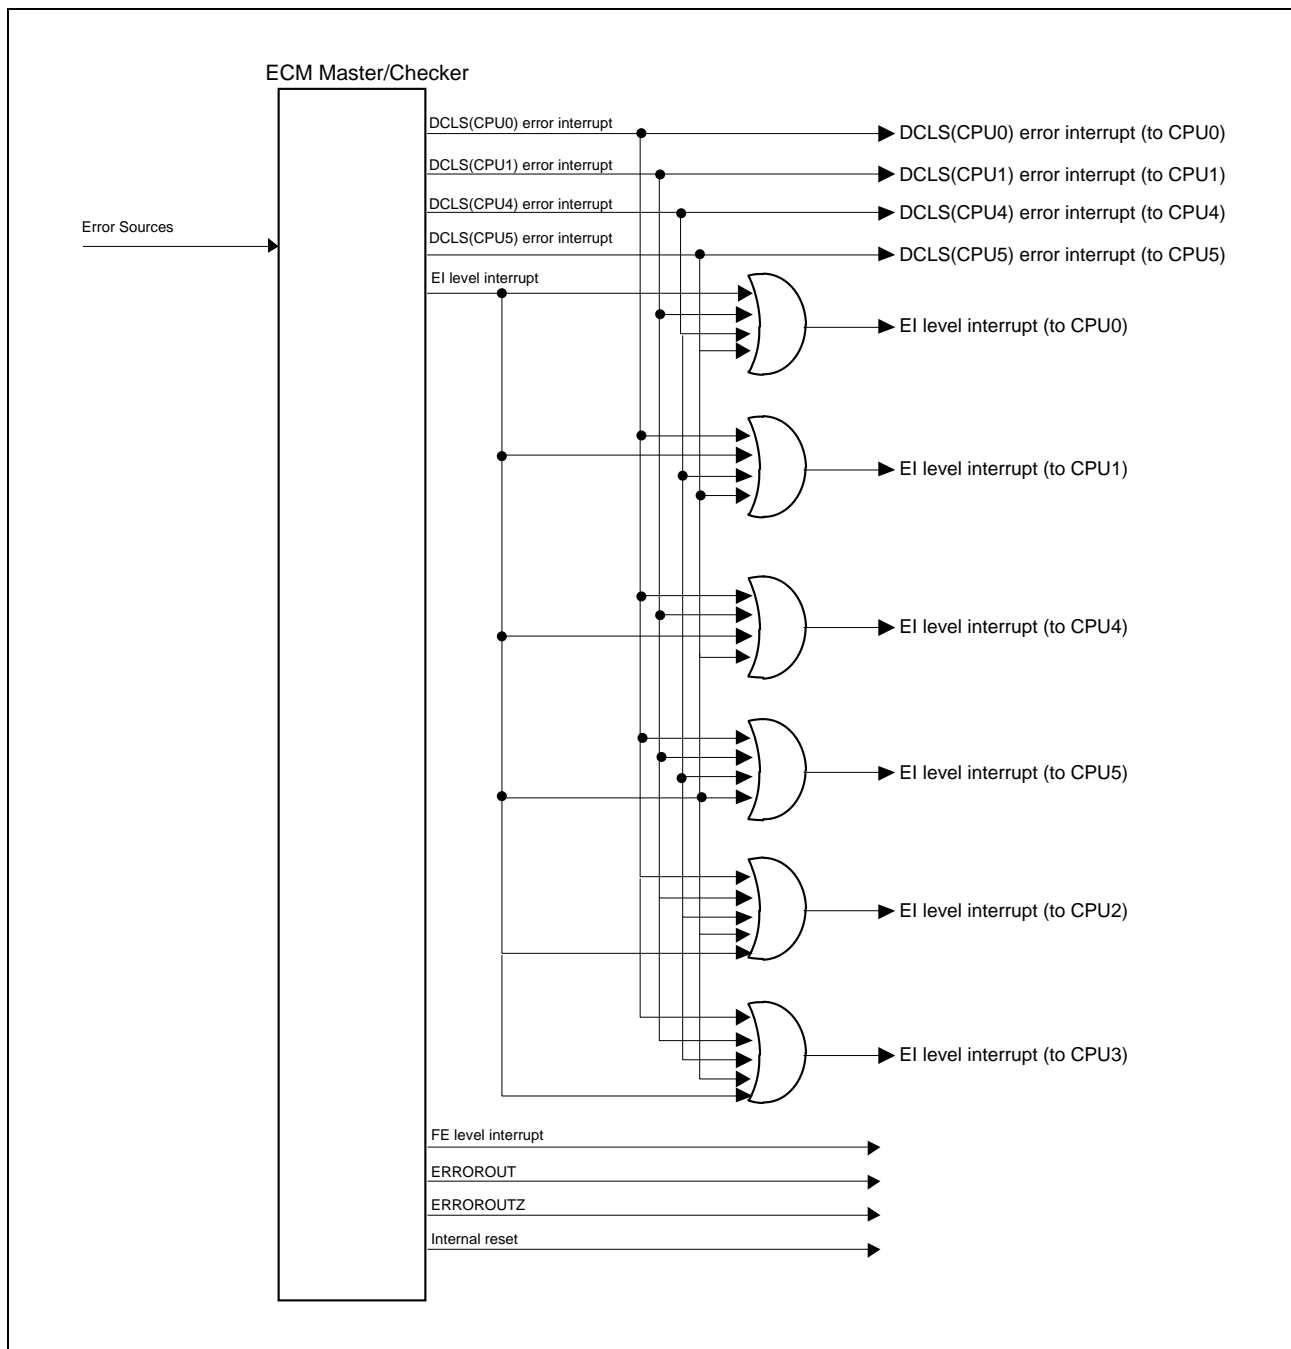 ECM Master/Checker
DCLS(CPU0) error interrupt
DCLS(CPU0) error interrupt (to CPU0)
DCLS(CPU1) error interrupt
DCLS(CPU1) error interrupt (to CPU1)
DCLS(CPU4) error interrupt
DCLS(CPU4) error interrupt (to CPU4)
Error Sources
DCLS(CPU5) error interrupt
DCLS(CPU5) error interrupt (to CPU5)
EI level interrupt
EI level interrupt (to CPU0)
EI level interrupt (to CPU1)
EI level interrupt (to CPU4)
EI level interrupt (to CPU5)
EI level interrupt (to CPU2)
EI level interrupt (to CPU3)
FE level interrupt
ERROROUT
ERROROUTZ
Internal reset